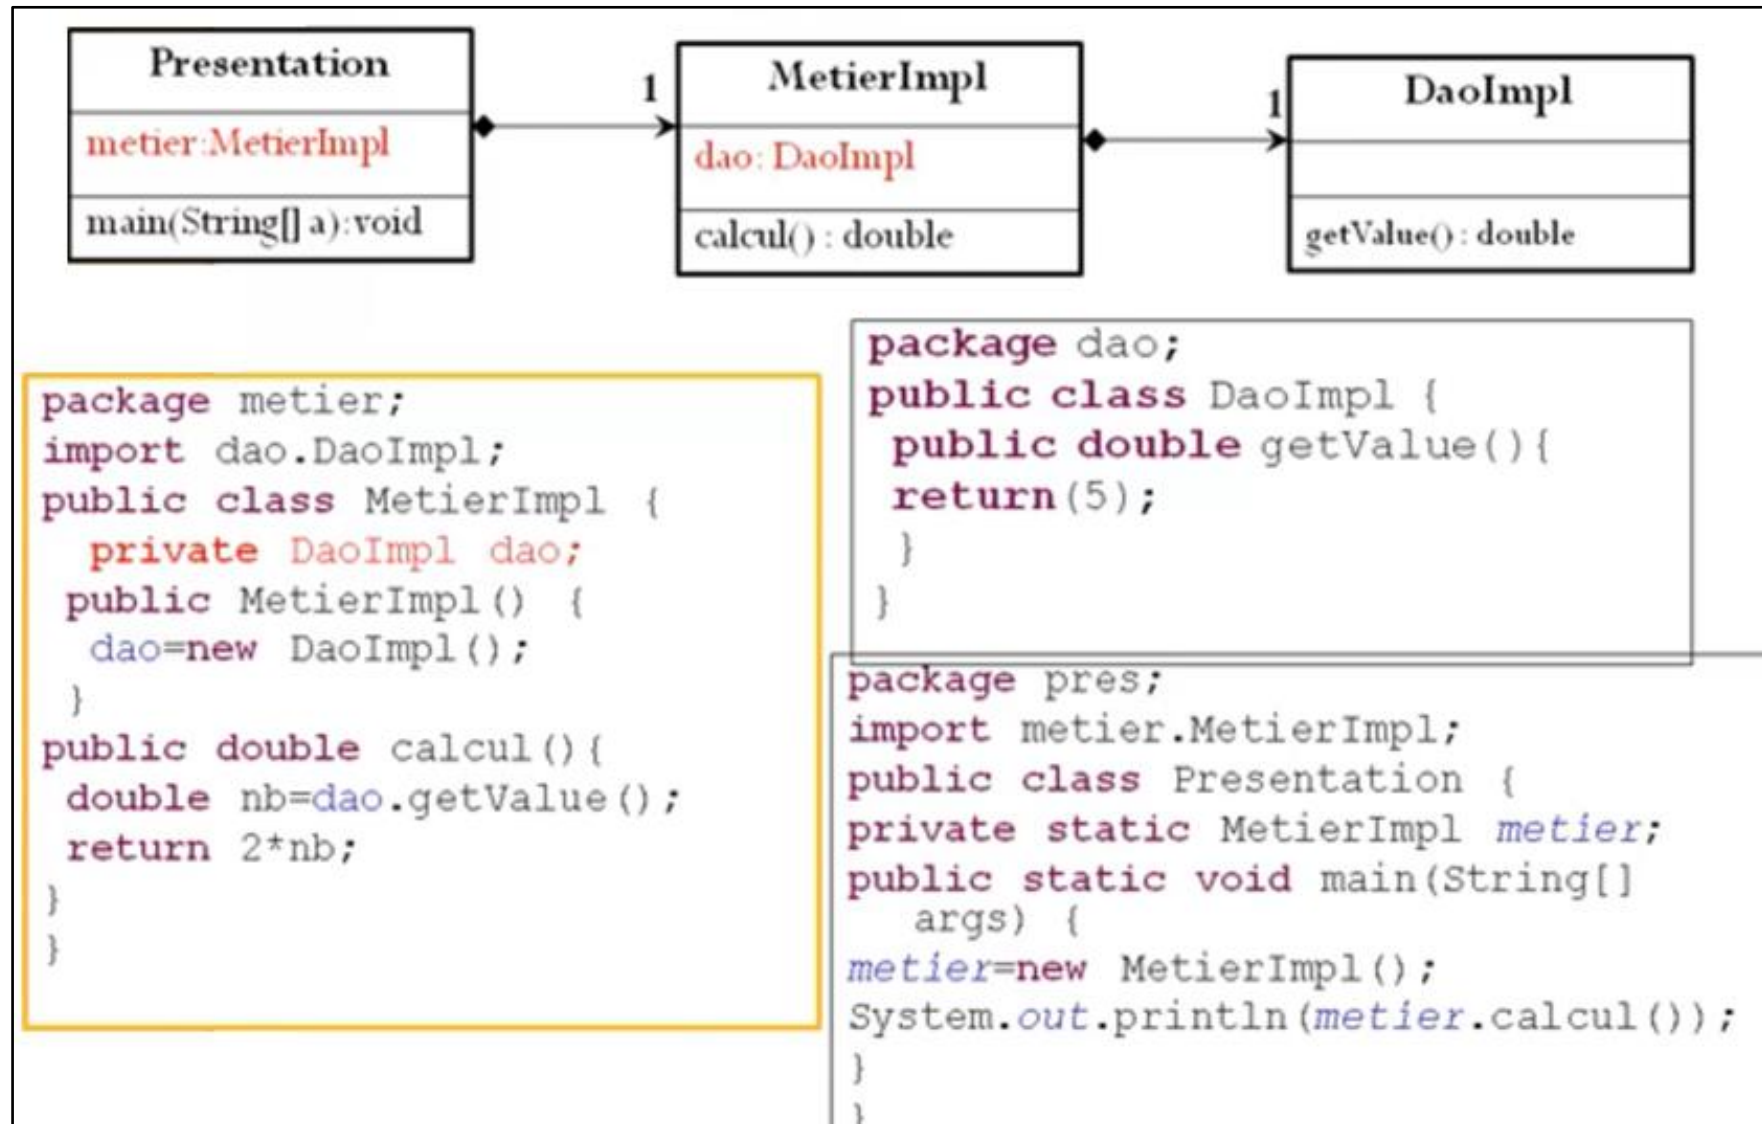 Presentation
metier:MetierImpl
main(String[] a):void
1
MetierImpl
dao: DaoImpl
calcul() : double
1
DaoImpl
getValue() : double
package metier;
import dao.DaoImpl;
public class MetierImpl {
private DaoImpl dao;
public MetierImpl() {
dao=new DaoImpl();
}
public double calcul(){
double nb=dao.getValue();
return 2*nb;
}
}
package dao;
public class DaoImpl {
public double getValue(){
return(5);
}
}
package pres;
import metier.MetierImpl;
public class Presentation {
private static MetierImpl metier;
public static void main(String[]
args) {
metier=new MetierImpl();
System.out.println(metier.calcul());
}
}